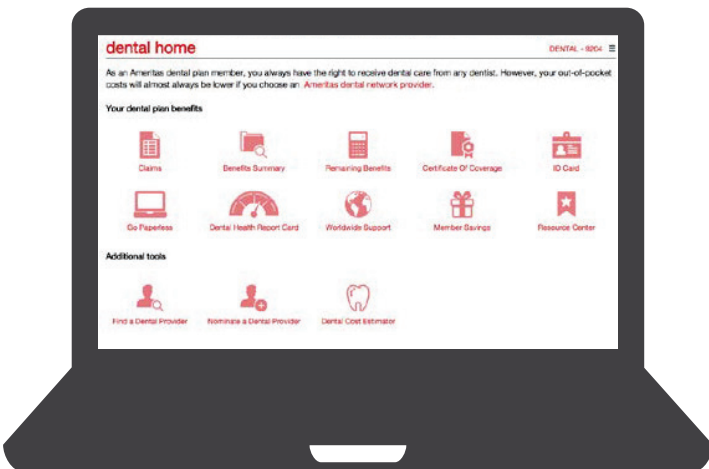 dental home
DENTAL - 8204
As an Ameritas dental plan member, you always have the right to receive dental care from any dentist. However, your out-of-pocket
costs will almost always be lower if you choose an Ameritas dental network provider.
Your dental plan benefits
Claims Benefits Summary Remaining Benefits Certificate Of Coverage ID Card
Go Paperless Dental Health Report Card Worldwide Support Member Savings Resource Center
Additional tools
Find a Dental Provider Nominate a Dental Provider Dental Cost Estimator